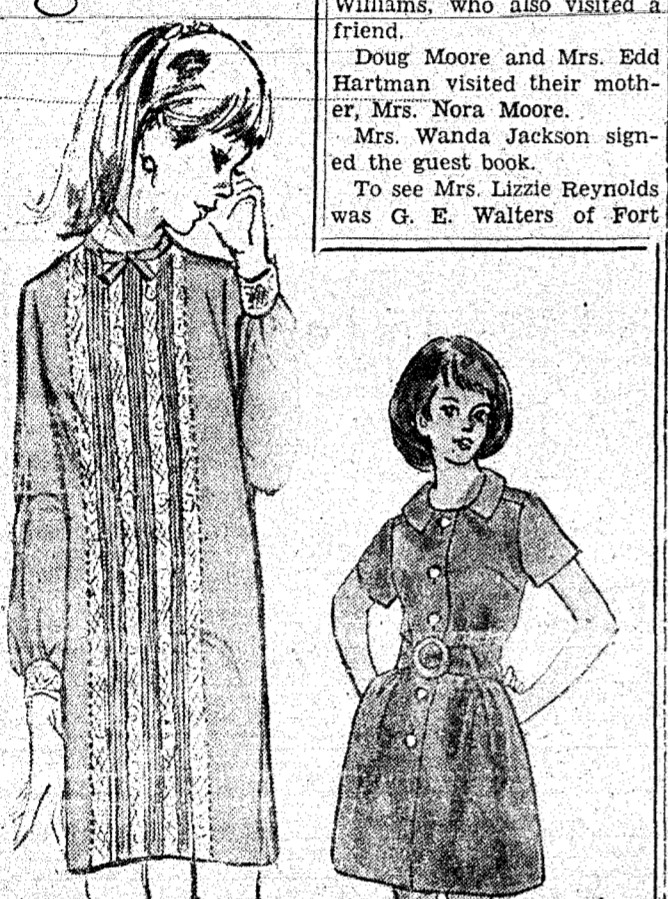 Williams, who also visited a
friend.
Doug Moore and Mrs. Edd
Hartman visited their moth-
er, Mrs. Nora Moore.
Mrs. Wanda Jackson sign-
ed the guest book.
To see Mrs. Lizzie Reynolds
was G. E. Walters of Fort